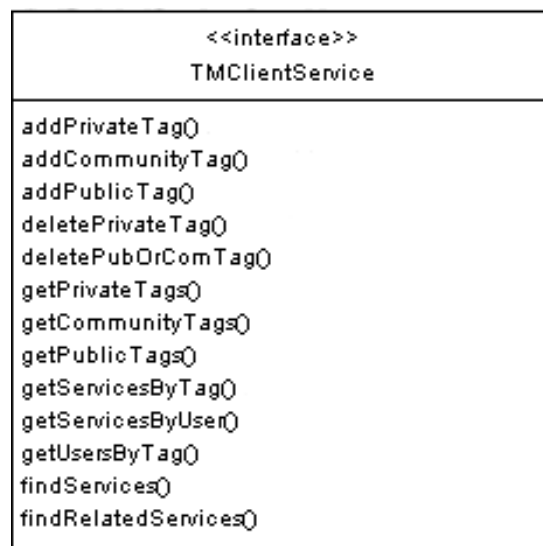 <<interface>>
TMClientService
addPrivateTag()
addCommunityTag()
addPublicTag()
deletePrivateTag()
deletePubOrComTag()
getPrivateTags()
getCommunityTags()
getPublicTags()
getServicesByTag()
getServicesByUser()
getUsersByTag()
findServices()
findRelatedServices()